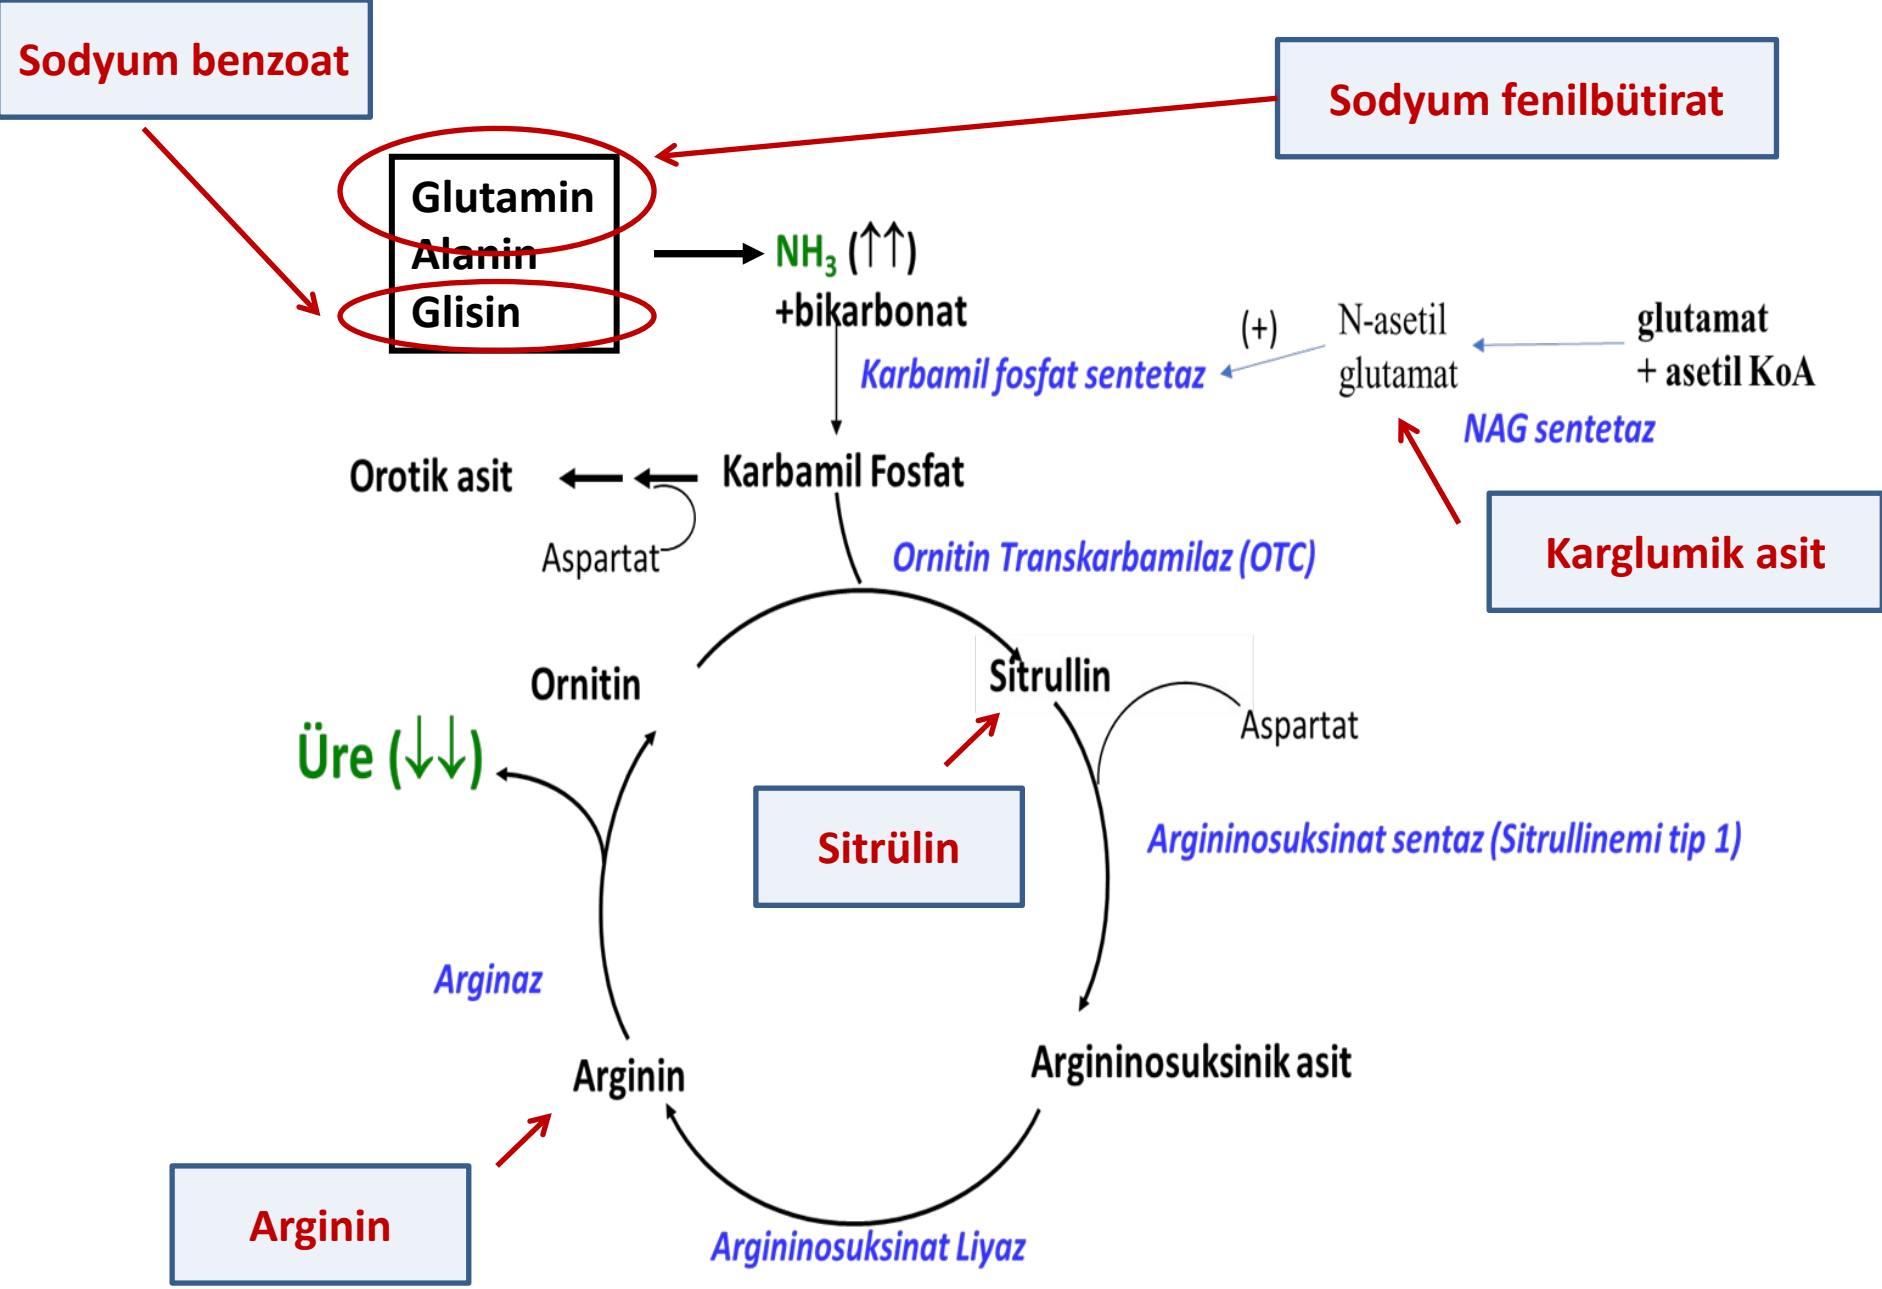 Sodyum benzoat
Sodyum fenilbütirat
Glutamin
Alanin
Glisin
NH₃ (↑↑)
+bikarbonat
Karbamil fosfat sentetaz
(+)
N-asetil
glutamat
glutamat
+ asetil KoA
NAG sentetaz
Karglumik asit
Orotik asit
Karbamil Fosfat
Aspartat
Ornitin Transkarbamilaz (OTC)
Ornitin
Sitrullin
Aspartat
Üre (↓↓)
Sitrülin
Argininosuksinat sentaz (Sitrullinemi tip 1)
Arginaz
Arginin
Argininosuksinik asit
Arginin
Argininosuksinat Liyaz